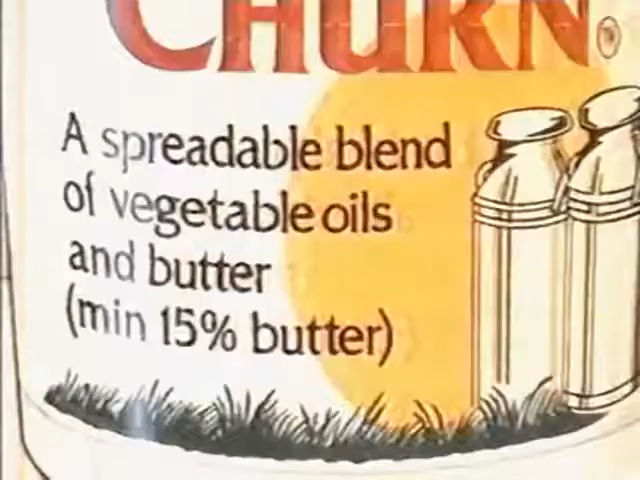 CHURN®
A spreadable blend
of vegetable oils
and butter
(min 15% butter)